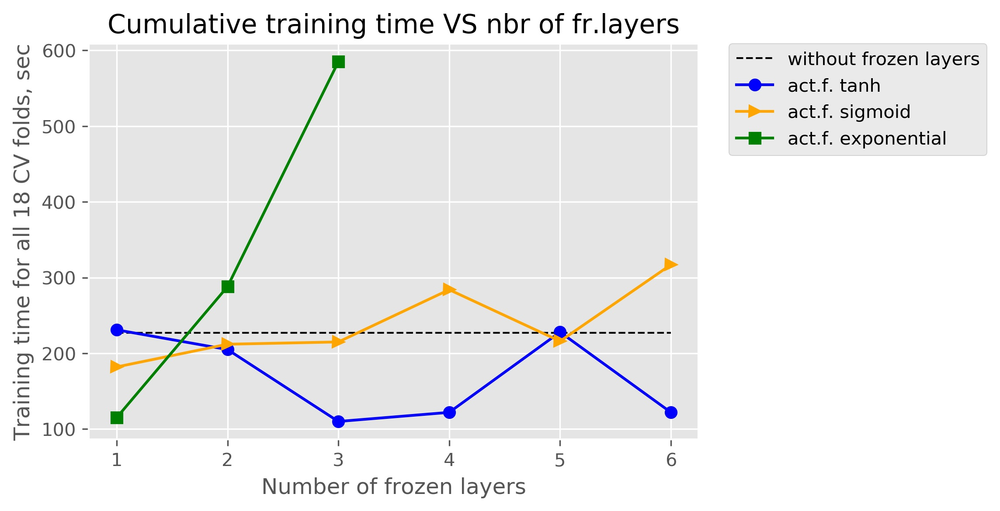 Cumulative training time VS nbr of fr.layers
Training time for all 18 CV folds, sec
600
500
400
300
200
100
1 2 3 4 5 6
Number of frozen layers
without frozen layers
act.f. tanh
act.f. sigmoid
act.f. exponential